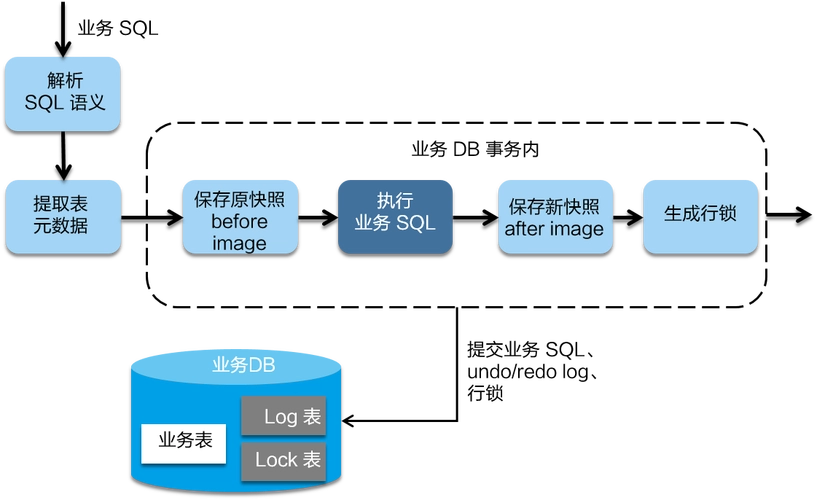 业务 SQL
解析
SQL 语义
业务 DB 事务内
提取表
元数据
保存原快照
before
image
执行
业务 SQL
保存新快照
after image
生成行锁
提交业务 SQL、
undo/redo log、
行锁
业务DB
业务表
Log 表
Lock 表